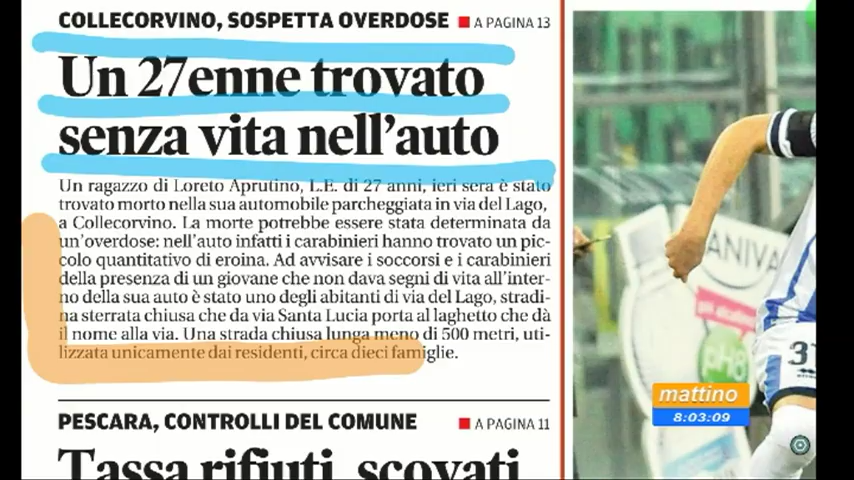 COLLECORVINO, SOSPETTA OVERDOSE ■ A PAGINA 13
Un 27enne trovato
senza vita nell'auto
Un ragazzo di Loreto Aprutino, L.E. di 27 anni, ieri sera è stato
trovato morto nella sua automobile parcheggiata in via del Lago,
a Collecorvino. La morte potrebbe essere stata determinata da
un'overdose: nell'auto infatti i carabinieri hanno trovato un pic-
colo quantitativo di eroina. Ad avvisare i soccorsi e i carabinieri
della presenza di un giovane che non dava segni di vita all'inter-
no della sua auto è stato uno degli abitanti di via del Lago, stradi-
na sterrata chiusa che da via Santa Lucia porta al laghetto che dà
il nome alla via. Una strada chiusa lunga meno di 500 metri, uti-
lizzata unicamente dai residenti, circa dieci famiglie.
PESCARA, CONTROLLI DEL COMUNE ■ A PAGINA 11
Tassa rifiuti, scovati
ANIVA
pH8
31
mattino
8:03:09